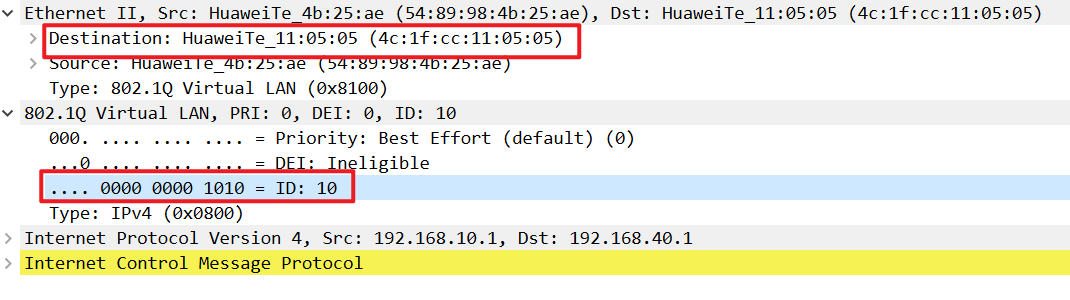 Ethernet II, Src: HuaweiTe_4b:25:ae (54:89:98:4b:25:ae), Dst: HuaweiTe_11:05:05 (4c:1f:cc:11:05:05)
Destination: HuaweiTe_11:05:05 (4c:1f:cc:11:05:05)
Source: HuaweiTe_4b:25:ae (54:89:98:4b:25:ae)
Type: 802.1Q Virtual LAN (0x8100)
802.1Q Virtual LAN, PRI: 0, DEI: 0, ID: 10
000. .... .... .... = Priority: Best Effort (default) (0)
...0 .... .... .... = DEI: Ineligible
.... 0000 0000 1010 = ID: 10
Type: IPv4 (0x0800)
Internet Protocol Version 4, Src: 192.168.10.1, Dst: 192.168.40.1
Internet Control Message Protocol